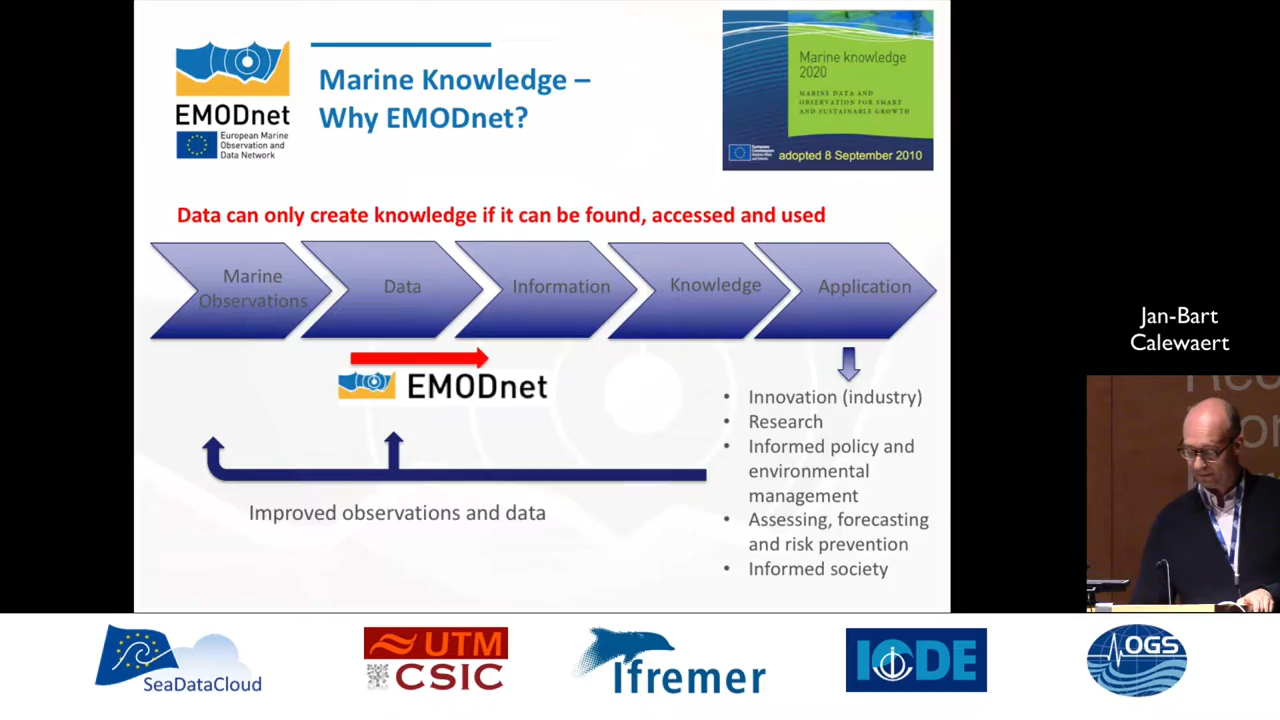 EMODnet
European Marine
Observation and
Data Network
Marine Knowledge –
Why EMODnet?
Marine knowledge
2020
MARINE DATA AND
OBSERVATION FOR SMART
AND SUSTAINABLE GROWTH
adopted 8 September 2010
Data can only create knowledge if it can be found, accessed and used
Marine
Observations
Data
Information
Knowledge
Application
EMODnet
Improved observations and data
• Innovation (industry)
• Research
• Informed policy and
environmental
management
• Assessing, forecasting
and risk prevention
• Informed society
Jan-Bart
Calewaert
SeaDataCloud
UTM
CSIC
Ifremer
IODE
OGS